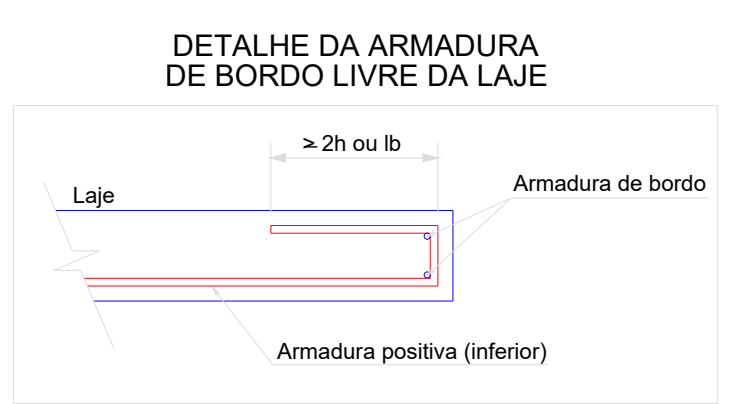 DETALHE DA ARMADURA
DE BORDO LIVRE DA LAJE
≥ 2h ou lb
Armadura de bordo
Laje
Armadura positiva (inferior)